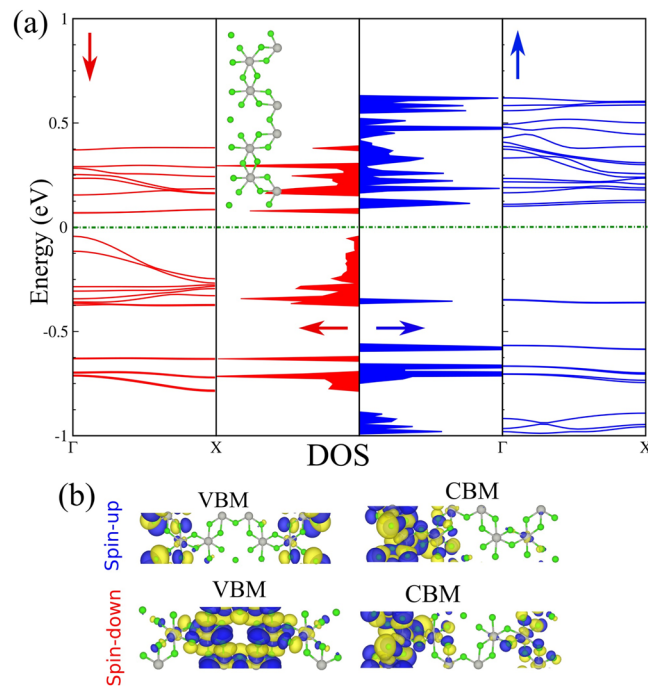 (a)
Energy (eV)
1
0.5
0
-0.5
-1
Γ
X
DOS
Γ
X
(b)
Spin-up
VBM
CBM
Spin-down
VBM
CBM